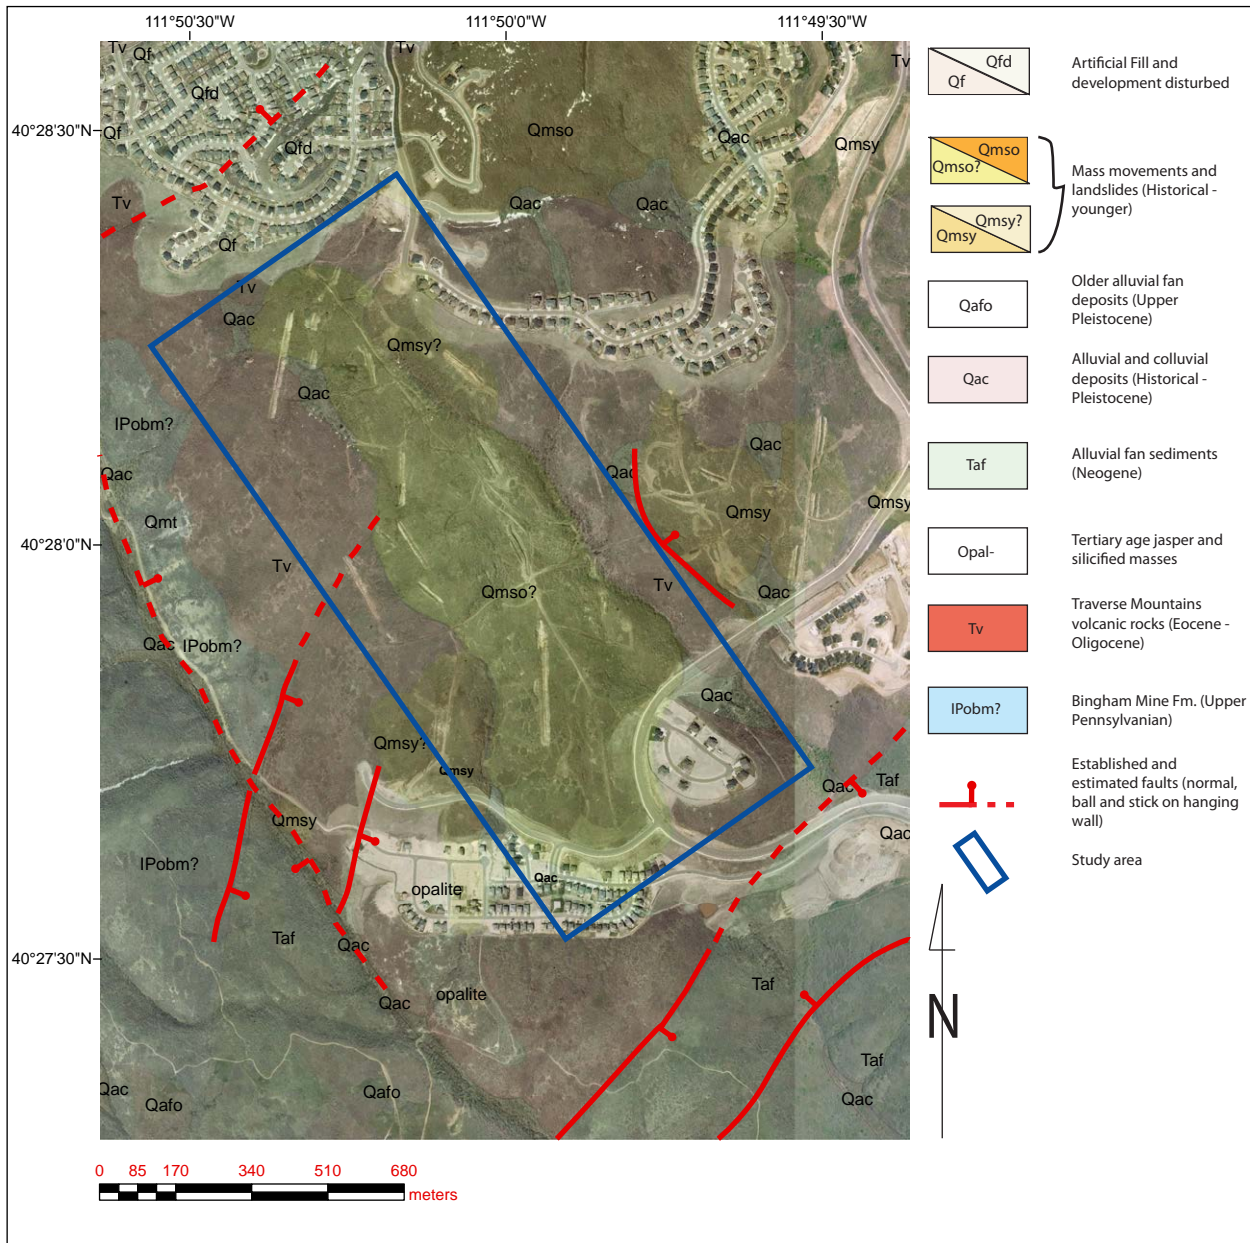 111°50'30"W
111°50'0"W
111°49'30"W
40°28'30"N
40°28'0"N
40°27'30"N
Tv
Qf
Tv
Tv
Qfd
Qf
Qfd
Qmso
Qac
Qmsy
Tv
Qac
Qac
Qf
Tv
Qac
Qmsy?
Qac
IPobm?
Qac
Qac
Qac
Qmsy
Qmsy
Qmt
Tv
Qmso?
Tv
Qac
Qac
IPobm?
Qac
Qmsy?
Qmsy
Qac
Taf
Qmsy
Qac
IPobm?
opalite
Qac
Taf
Qac
opalite
Taf
Qac
Taf
Qac
Qafo
Qafo
Qac
0 85 170 340 510 680
meters
Qfd
Qf
Artificial Fill and
development disturbed
Qmso
Qmso?
Qmsy?
Qmsy
Mass movements and
landslides (Historical -
younger)
Qafo
Older alluvial fan
deposits (Upper
Pleistocene)
Qac
Alluvial and colluvial
deposits (Historical -
Pleistocene)
Taf
Alluvial fan sediments
(Neogene)
Opal-
Tertiary age jasper and
silicified masses
Tv
Traverse Mountains
volcanic rocks (Eocene -
Oligocene)
IPobm?
Bingham Mine Fm. (Upper
Pennsylvanian)
Established and
estimated faults (normal,
ball and stick on hanging
wall)
Study area
N